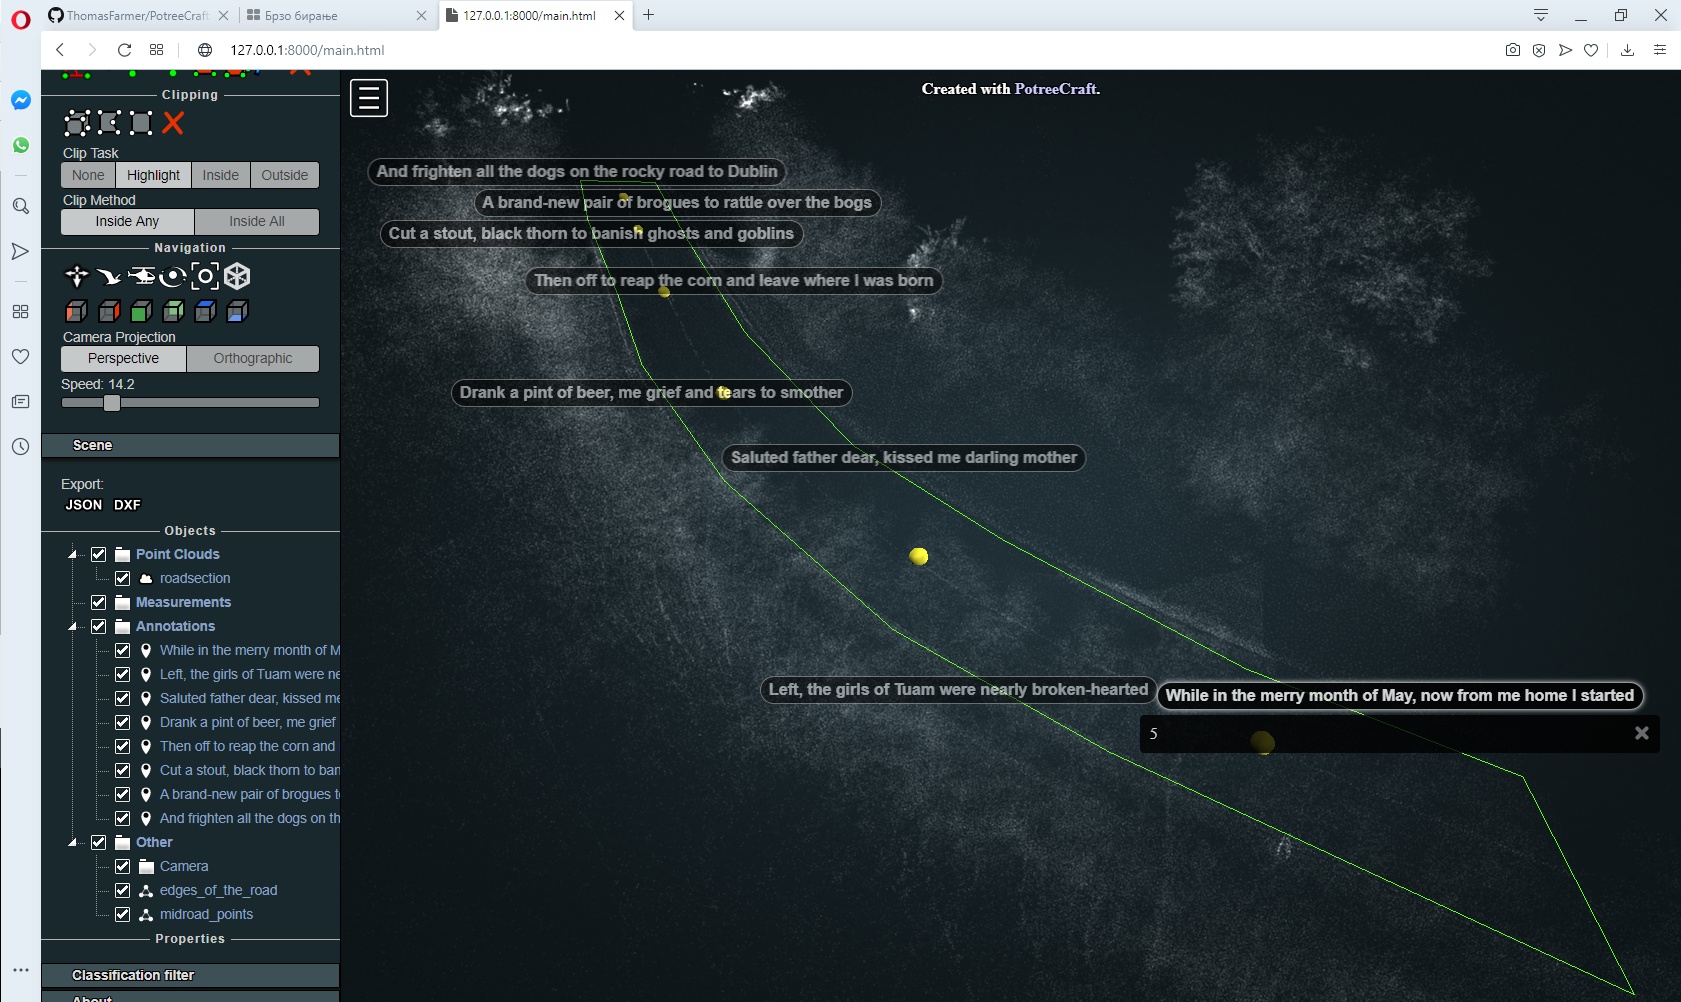 ThomasFarmer/PotreeCraft
Брзо бирање
127.0.0.1:8000/main.html
127.0.0.1:8000/main.html
Clipping
Clip Task
None Highlight Inside Outside
Clip Method
Inside Any Inside All
Navigation
Camera Projection
Perspective Orthographic
Speed: 14.2
Scene
Export:
JSON DXF
Objects
Point Clouds
roadsection
Measurements
Annotations
While in the merry month of M
Left, the girls of Tuam were ne
Saluted father dear, kissed me
Drank a pint of beer, me grief
Then off to reap the corn and
Cut a stout, black thorn to ban
A brand-new pair of brogues t
And frighten all the dogs on th
Other
Camera
edges_of_the_road
midroad_points
Properties
Classification filter
About
Created with PotreeCraft.
And frighten all the dogs on the rocky road to Dublin
A brand-new pair of brogues to rattle over the bogs
Cut a stout, black thorn to banish ghosts and goblins
Then off to reap the corn and leave where I was born
Drank a pint of beer, me grief and tears to smother
Saluted father dear, kissed me darling mother
Left, the girls of Tuam were nearly broken-hearted
While in the merry month of May, now from me home I started
5